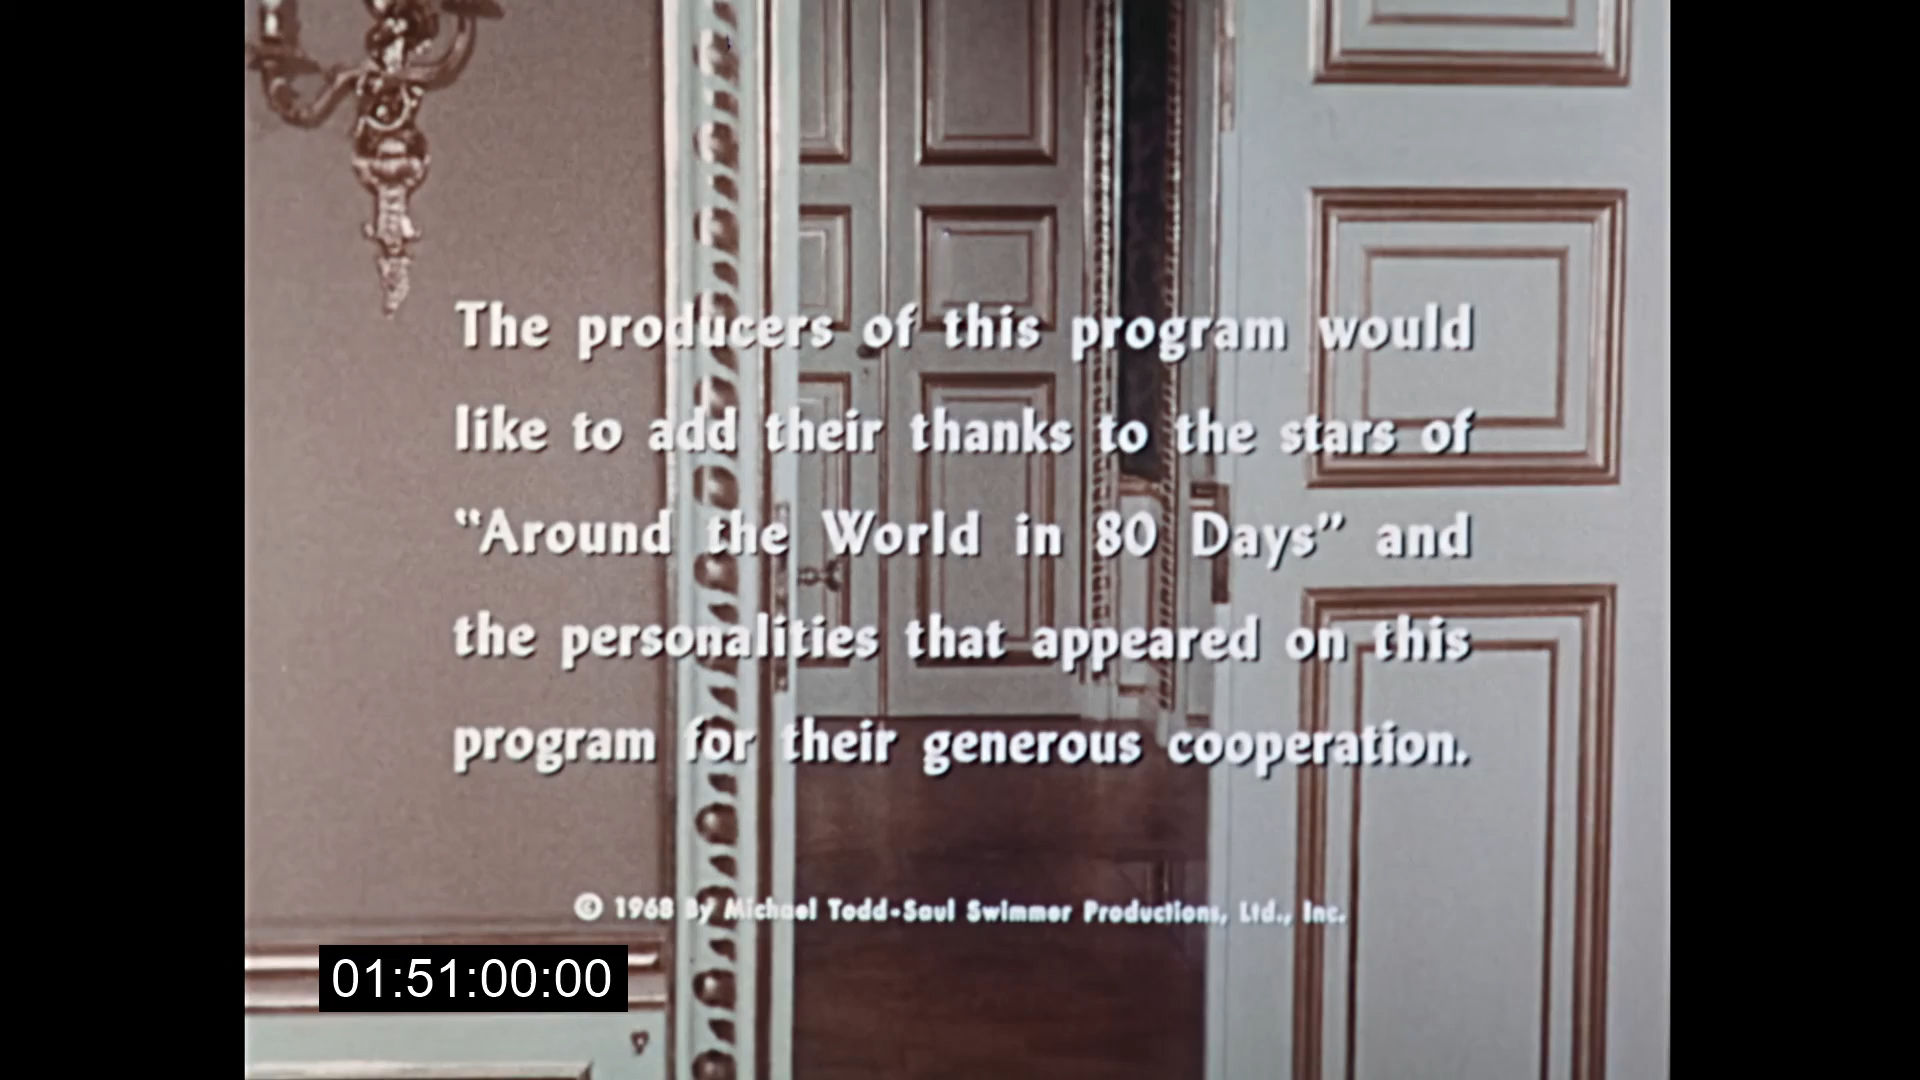 The producers of this program would
like to add their thanks to the stars of
“Around the World in 80 Days” and
the personalities that appeared on this
program for their generous cooperation.
© 1968 By Michael Todd-Saul Swimmer Productions, Ltd., Inc.
01:51:00:00